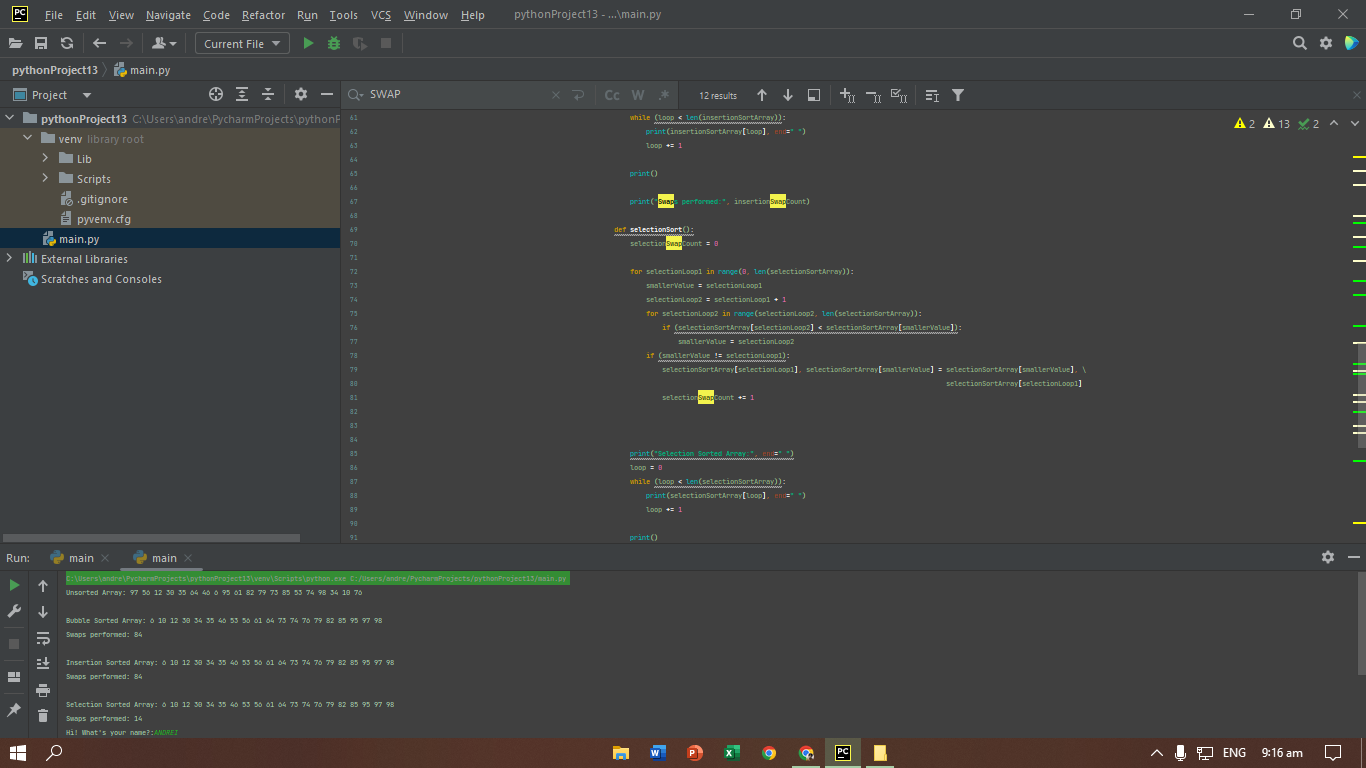 PC File Edit View Navigate Code Refactor Run Tools VCS Window Help pythonProject13 - ...\main.py
Current File
pythonProject13 main.py
Project
SWAP Cc W .* 12 results
pythonProject13 C:\Users\andre\PycharmProjects\pythonP
venv library root
Lib
Scripts
.gitignore
pyvenv.cfg
main.py
External Libraries
Scratches and Consoles
2 13 2
61 while (loop < len(insertionSortArray)):
62 print(insertionSortArray[loop], end=" ")
63 loop += 1
64
65 print()
66
67 print("Swaps performed:", insertionSwapCount)
68
69 def selectionSort():
70 selectionSwapCount = 0
71
72 for selectionLoop1 in range(0, len(selectionSortArray)):
73 smallerValue = selectionLoop1
74 selectionLoop2 = selectionLoop1 + 1
75 for selectionLoop2 in range(selectionLoop2, len(selectionSortArray)):
76 if (selectionSortArray[selectionLoop2] < selectionSortArray[smallerValue]):
77 smallerValue = selectionLoop2
78 if (smallerValue != selectionLoop1):
79 selectionSortArray[selectionLoop1], selectionSortArray[smallerValue] = selectionSortArray[smallerValue], \
80 selectionSortArray[selectionLoop1]
81 selectionSwapCount += 1
82
83
84
85 print("Selection Sorted Array:", end=" ")
86 loop = 0
87 while (loop < len(selectionSortArray)):
88 print(selectionSortArray[loop], end=" ")
89 loop += 1
90
91 print()
Run: main main
C:\Users\andre\PycharmProjects\pythonProject13\venv\Scripts\python.exe C:/Users/andre/PycharmProjects/pythonProject13/main.py
Unsorted Array: 97 56 12 30 35 64 46 6 95 61 82 79 73 85 53 74 98 34 10 76
Bubble Sorted Array: 6 10 12 30 34 35 46 53 56 61 64 73 74 76 79 82 85 95 97 98
Swaps performed: 84
Insertion Sorted Array: 6 10 12 30 34 35 46 53 56 61 64 73 74 76 79 82 85 95 97 98
Swaps performed: 84
Selection Sorted Array: 6 10 12 30 34 35 46 53 56 61 64 73 74 76 79 82 85 95 97 98
Swaps performed: 14
Hi! What's your name?:ANDREI
ENG 9:16 am